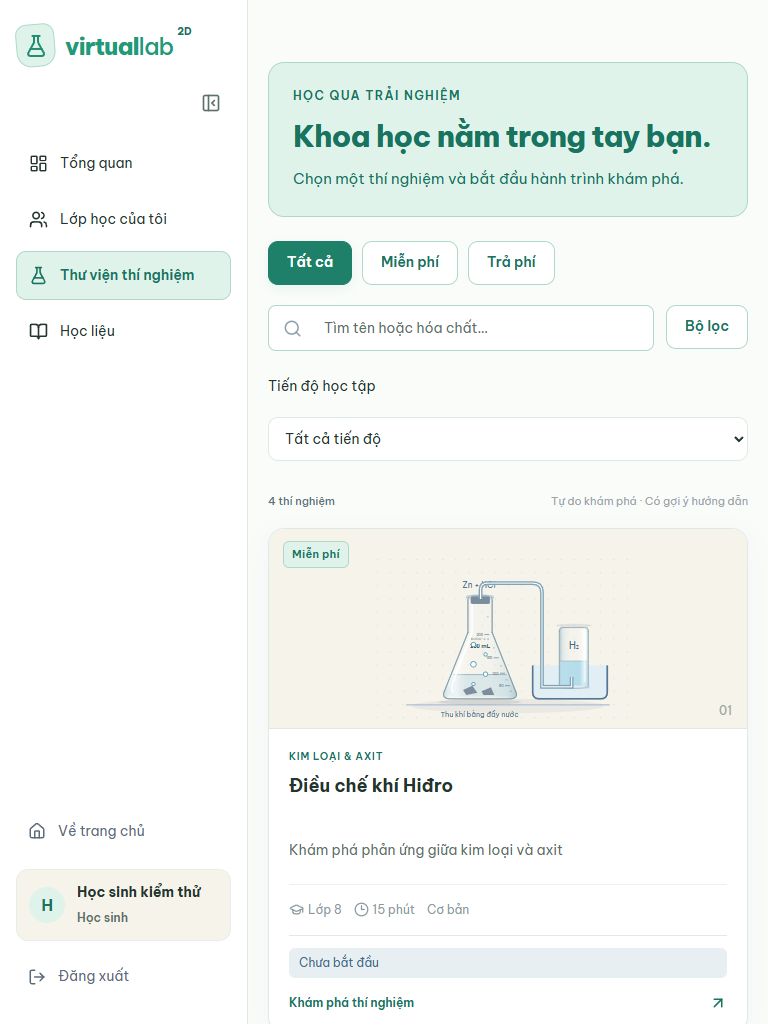 virtuallab 2D
Tổng quan
Lớp học của tôi
Thư viện thí nghiệm
Học liệu
Về trang chủ
H
Học sinh kiểm thử
Học sinh
Đăng xuất
HỌC QUA TRẢI NGHIỆM
Khoa học nằm trong tay bạn.
Chọn một thí nghiệm và bắt đầu hành trình khám phá.
Tất cả
Miễn phí
Trả phí
Tìm tên hoặc hóa chất...
Bộ lọc
Tiến độ học tập
Tất cả tiến độ
4 thí nghiệm
Tự do khám phá · Có gợi ý hướng dẫn
Miễn phí
Zn +
H₂
Thu khí bằng đẩy nước
01
KIM LOẠI & AXIT
Điều chế khí Hiđro
Khám phá phản ứng giữa kim loại và axit
Lớp 8
15 phút
Cơ bản
Chưa bắt đầu
Khám phá thí nghiệm